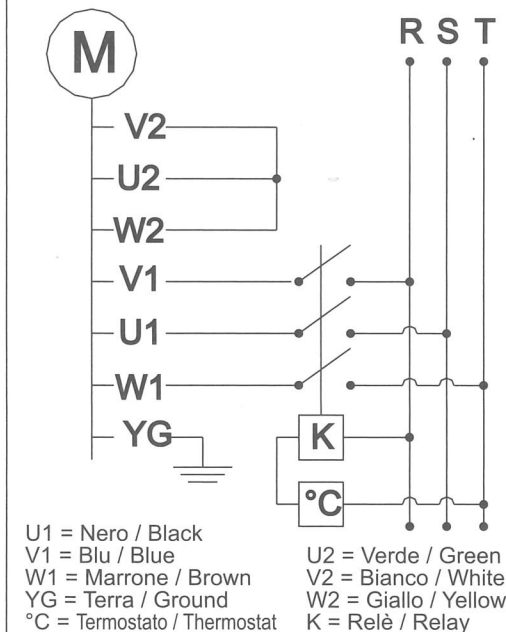 M
R S T
V2
U2
W2
V1
U1
W1
YG
K
°C
U1 = Nero / Black
V1 = Blu / Blue
W1 = Marrone / Brown
YG = Terra / Ground
°C = Termostato / Thermostat
U2 = Verde / Green
V2 = Bianco / White
W2 = Giallo / Yellow
K = Relè / Relay